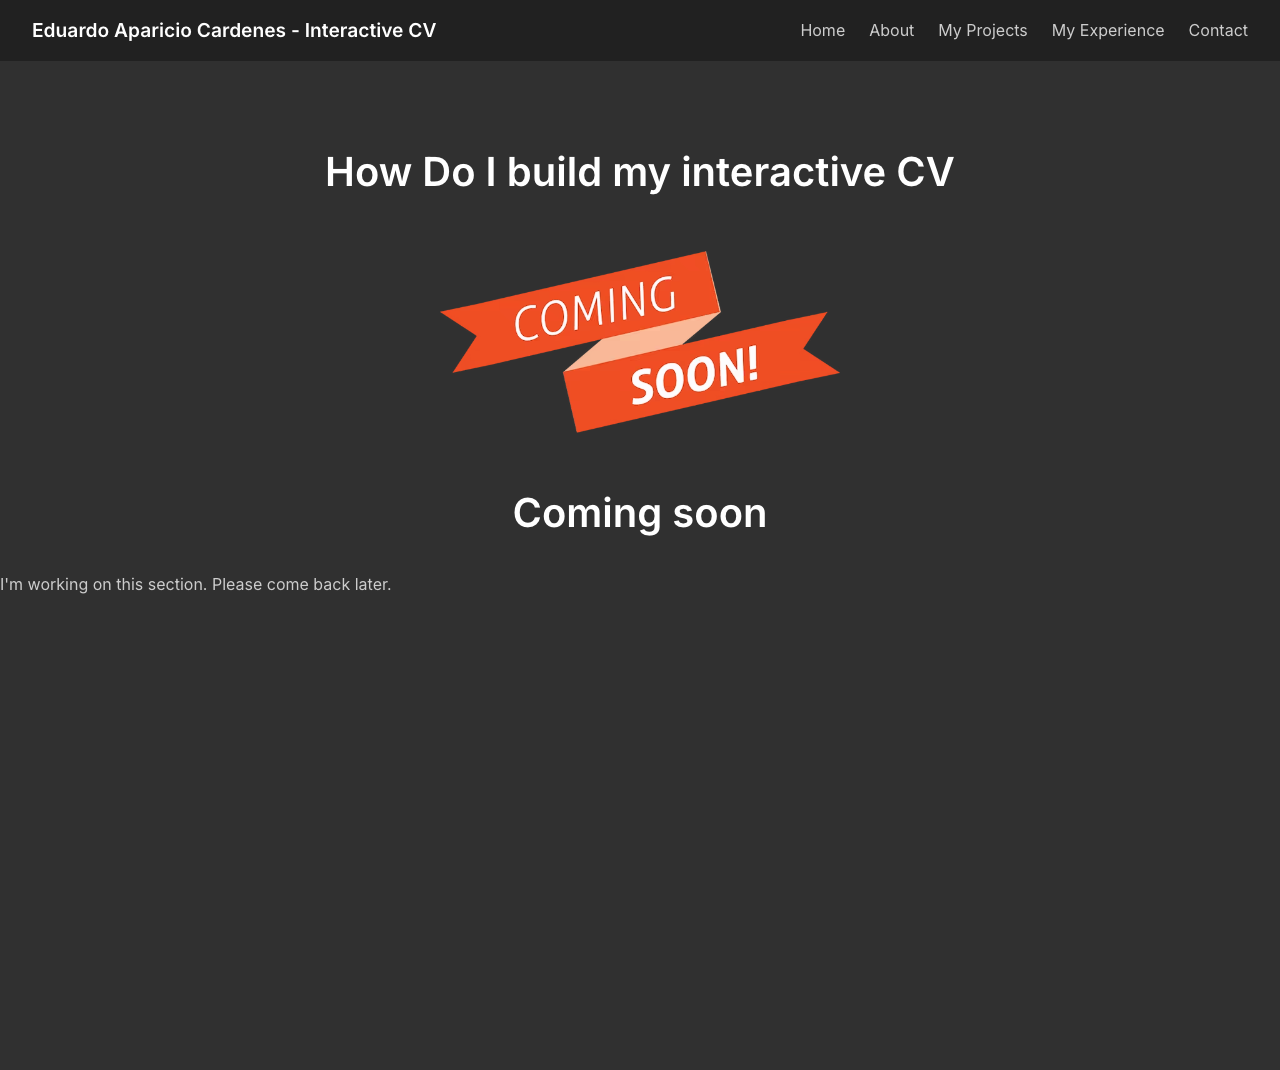 Eduardo Aparicio Cardenes - Interactive CV
Home About My Projects My Experience Contact
How Do I build my interactive CV
COMING
SOON!
Coming soon
I'm working on this section. Please come back later.